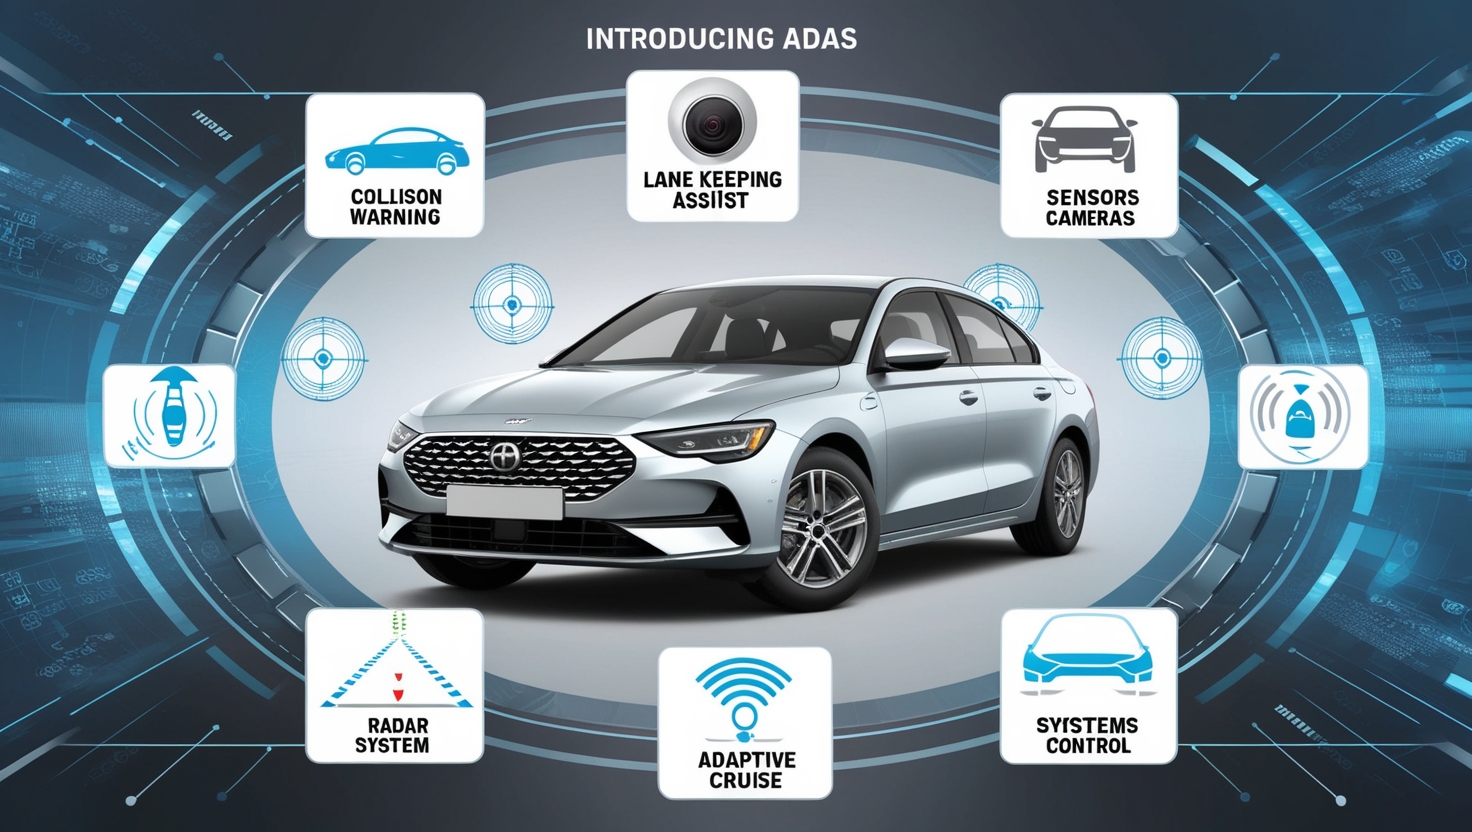 INTRODUCING ADAS
COLLISON
WARNING
LANE KEEPING
ASSIIST
SENSORS
CAMERAS
RADAR
SYSTEM
ADAPTIVE
CRUISE
SYISTEMS
CONTROL